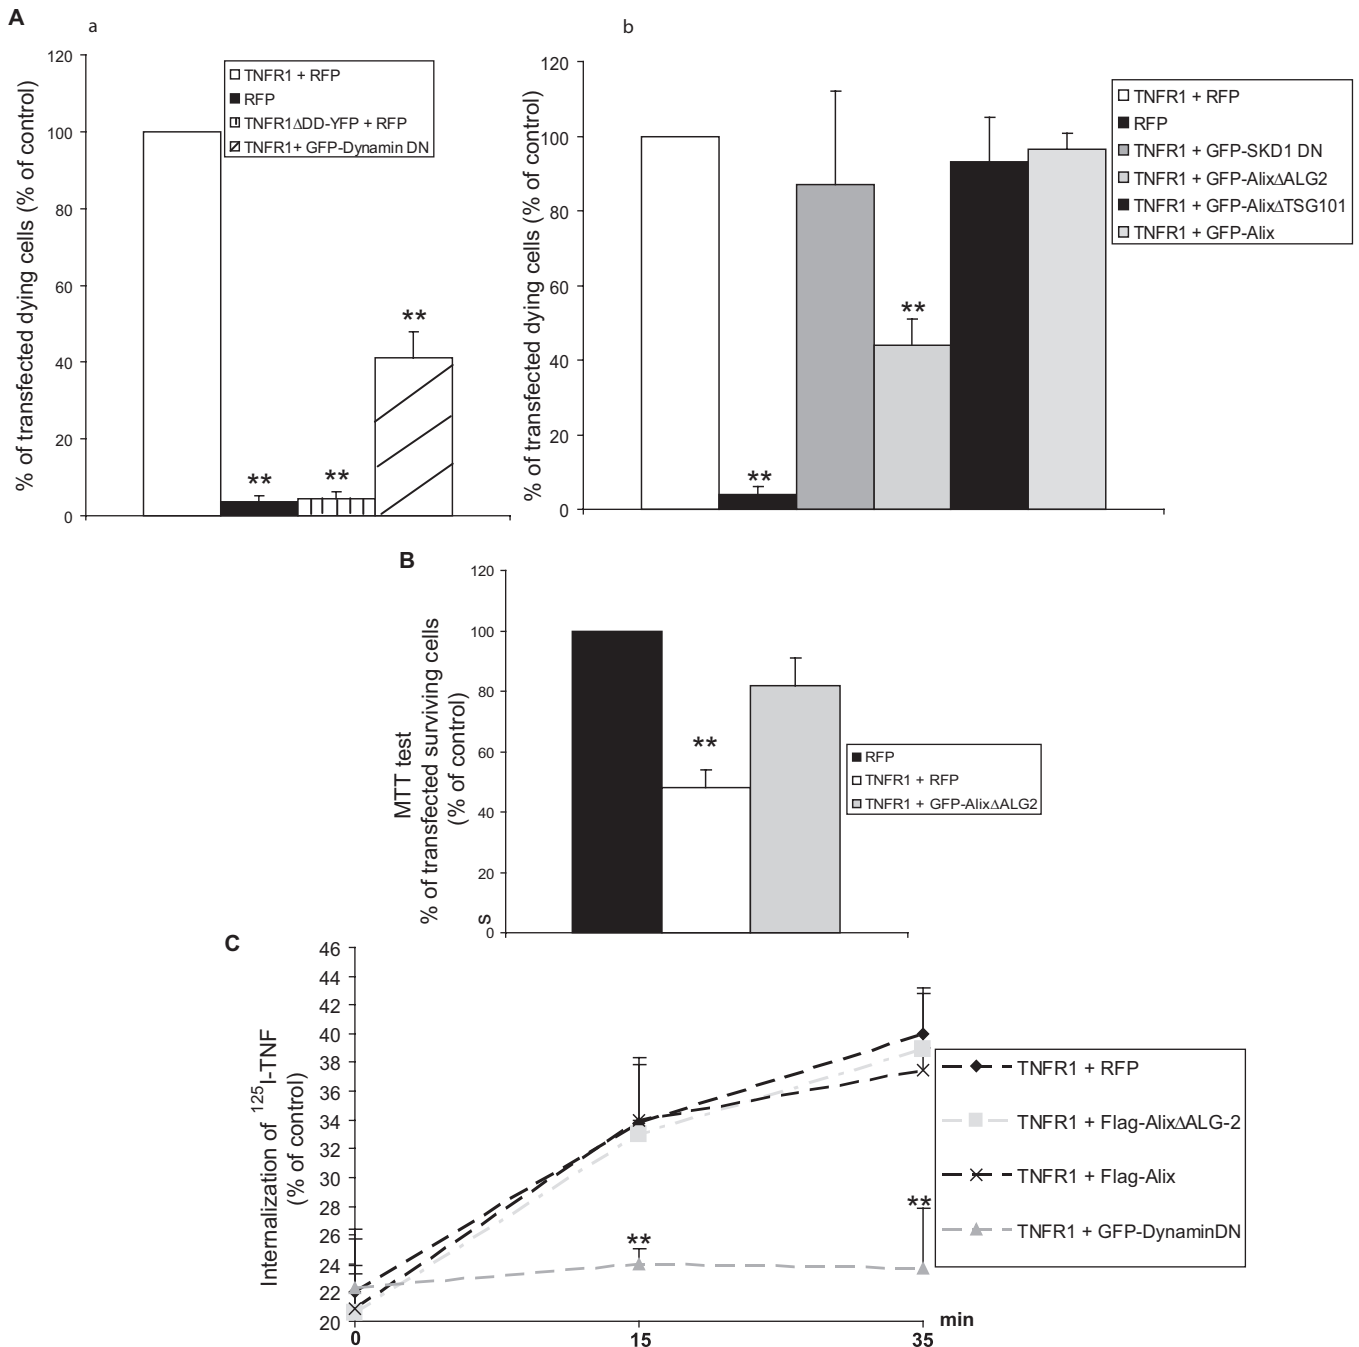 A
a
b
% of transfected dying cells (% of control)
120
100
80
60
40
20
0
TNFR1 + RFP
RFP
TNFR1ΔDD-YFP + RFP
TNFR1+ GFP-Dynamin DN
**
**
**
% of transfected dying cells (% of control)
120
100
80
60
40
20
0
TNFR1 + RFP
RFP
TNFR1 + GFP-SKD1 DN
TNFR1 + GFP-AlixΔALG2
TNFR1 + GFP-AlixΔTSG101
TNFR1 + GFP-Alix
**
**
B
MTT test
% of transfected surviving cells
(% of control)
s
120
100
80
60
40
20
0
**
RFP
TNFR1 + RFP
TNFR1 + GFP-AlixΔALG2
C
Internalization of 125I-TNF
(% of control)
46
44
42
40
38
36
34
32
30
28
26
24
22
20
**
**
TNFR1 + RFP
TNFR1 + Flag-AlixΔALG-2
TNFR1 + Flag-Alix
TNFR1 + GFP-DynaminDN
0
15
35
min